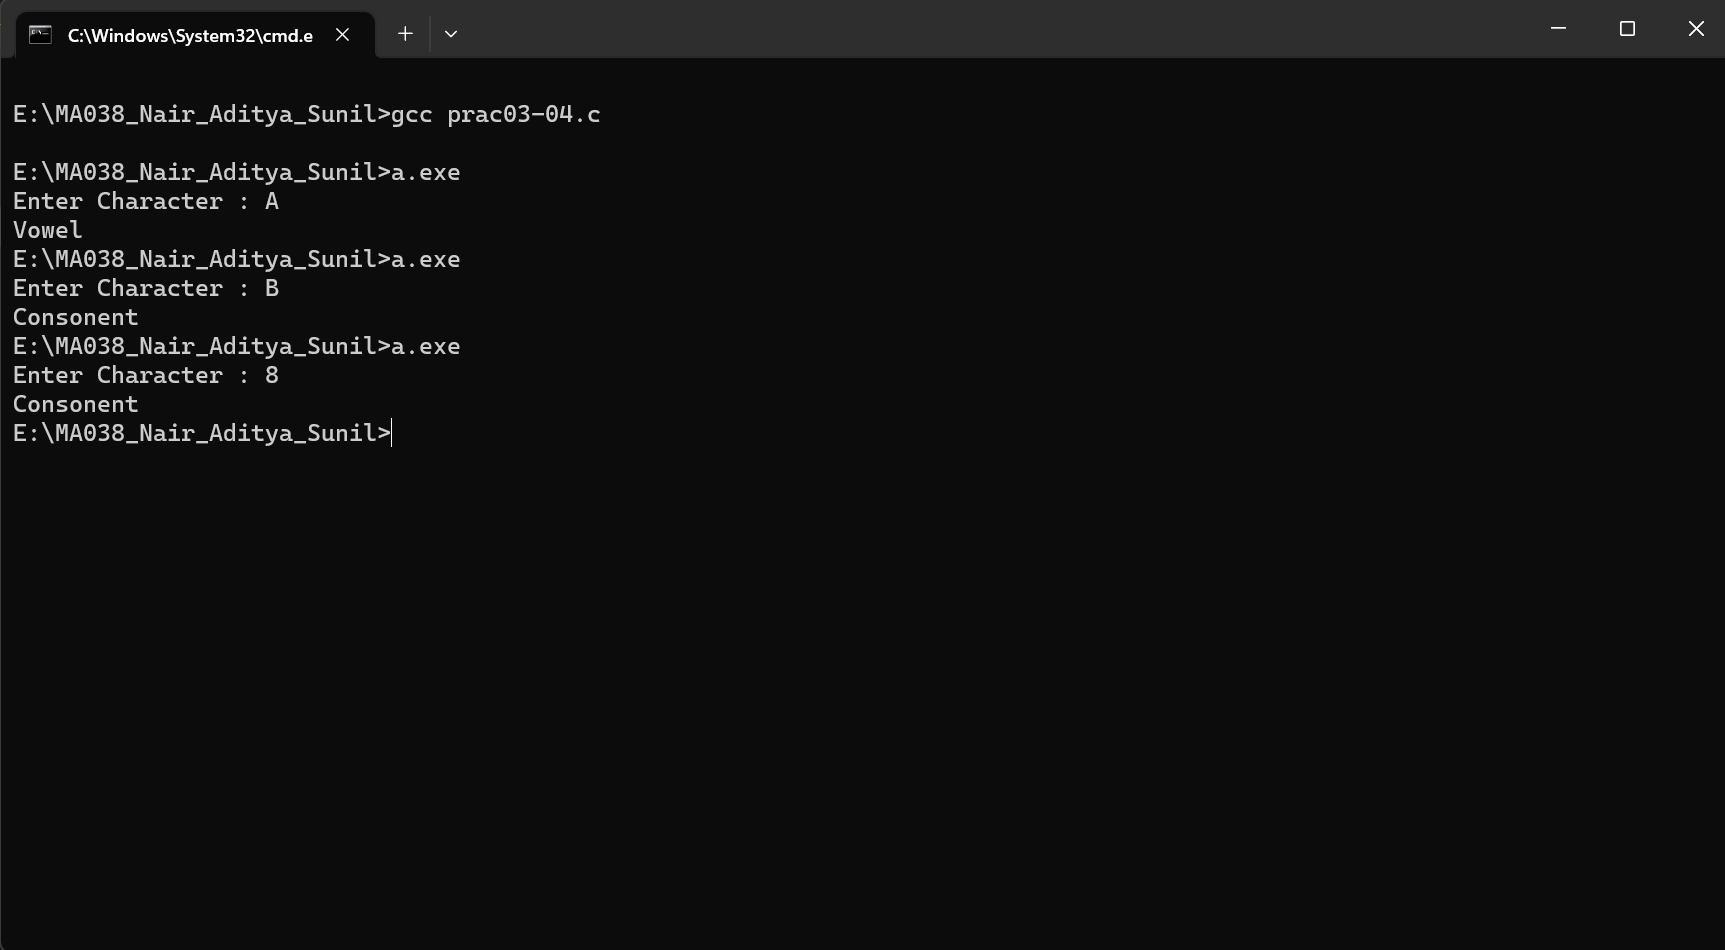 C:\Windows\System32\cmd.e
E:\MA038_Nair_Aditya_Sunil>gcc prac03-04.c
E:\MA038_Nair_Aditya_Sunil>a.exe
Enter Character : A
Vowel
E:\MA038_Nair_Aditya_Sunil>a.exe
Enter Character : B
Consonent
E:\MA038_Nair_Aditya_Sunil>a.exe
Enter Character : 8
Consonent
E:\MA038_Nair_Aditya_Sunil>